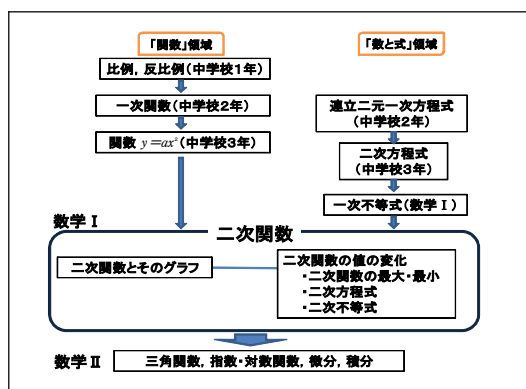 「関数」領域
「数と式」領域
比例，反比例（中学校１年）
一次関数（中学校２年）
関数 y＝ax²（中学校３年）
連立二元一次方程式
（中学校２年）
二次方程式
（中学校３年）
一次不等式（数学Ⅰ）
数学Ⅰ
二次関数
二次関数とそのグラフ
二次関数の値の変化
・二次関数の最大・最小
・二次方程式
・二次不等式
数学Ⅱ
三角関数，指数・対数関数，微分，積分